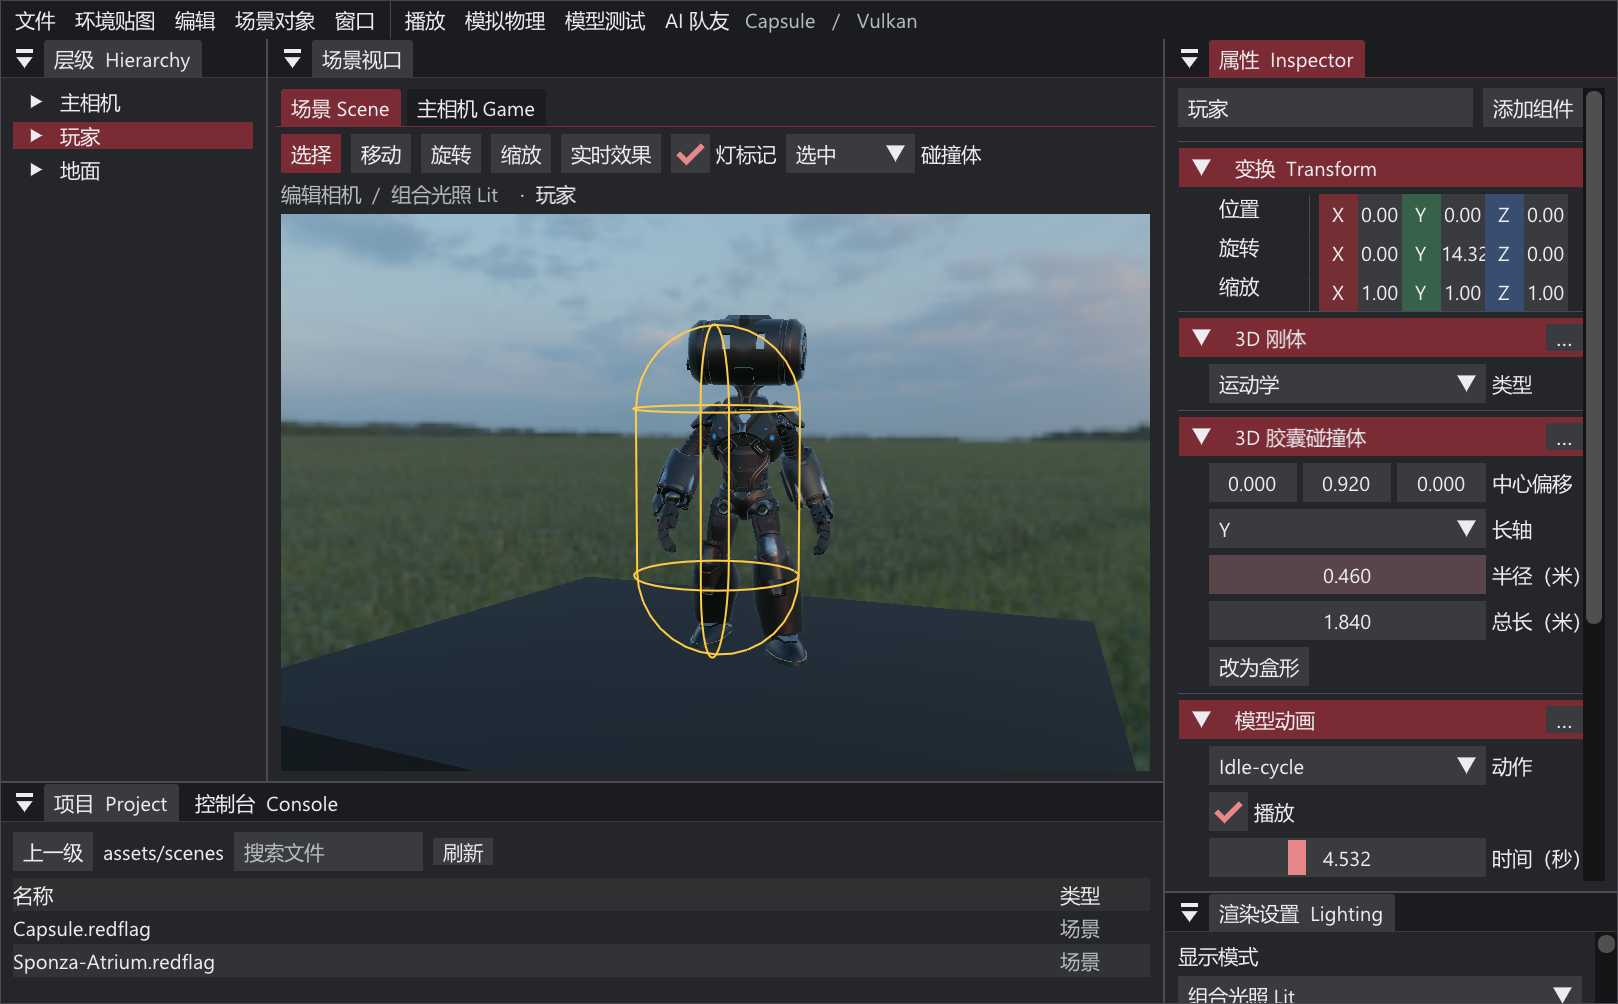 文件 环境贴图 编辑 场景对象 窗口 播放 模拟物理 模型测试 AI 队友 Capsule / Vulkan
层级 Hierarchy
主相机
玩家
地面
场景视口
场景 Scene 主相机 Game
选择 移动 旋转 缩放 实时效果 灯标记 选中 碰撞体
编辑相机 / 组合光照 Lit · 玩家
项目 Project 控制台 Console
上一级 assets/scenes 搜索文件 刷新
名称 类型
Capsule.redflag 场景
Sponza-Atrium.redflag 场景
属性 Inspector
玩家 添加组件
变换 Transform
位置 X 0.00 Y 0.00 Z 0.00
旋转 X 0.00 Y 14.32 Z 0.00
缩放 X 1.00 Y 1.00 Z 1.00
3D 刚体 ...
运动学 类型
3D 胶囊碰撞体 ...
0.000 0.920 0.000 中心偏移
Y 长轴
0.460 半径（米）
1.840 总长（米）
改为盒形
模型动画 ...
Idle-cycle 动作
播放
4.532 时间（秒）
渲染设置 Lighting
显示模式
组合光照 Lit